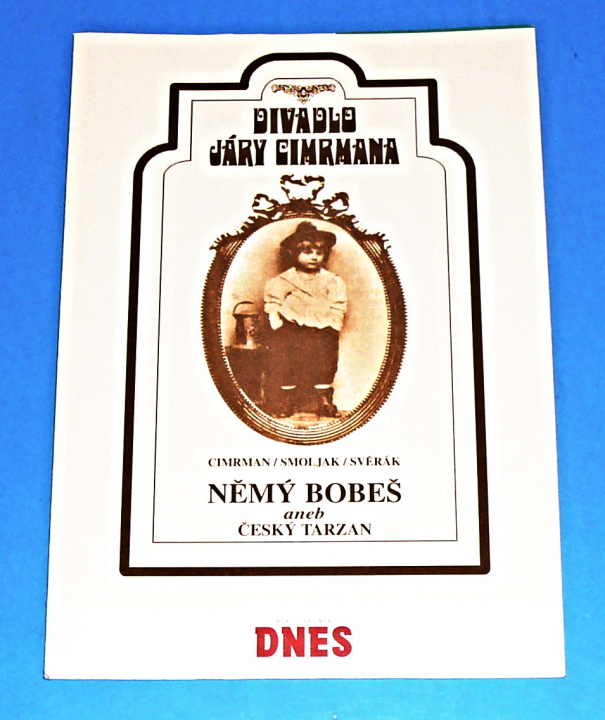 DIVADLO
JÁRY CIMRMANA
CIMRMAN / SMOLJAK / SVĚRÁK
NĚMÝ BOBEŠ
aneb
ČESKÝ TARZAN
DNES